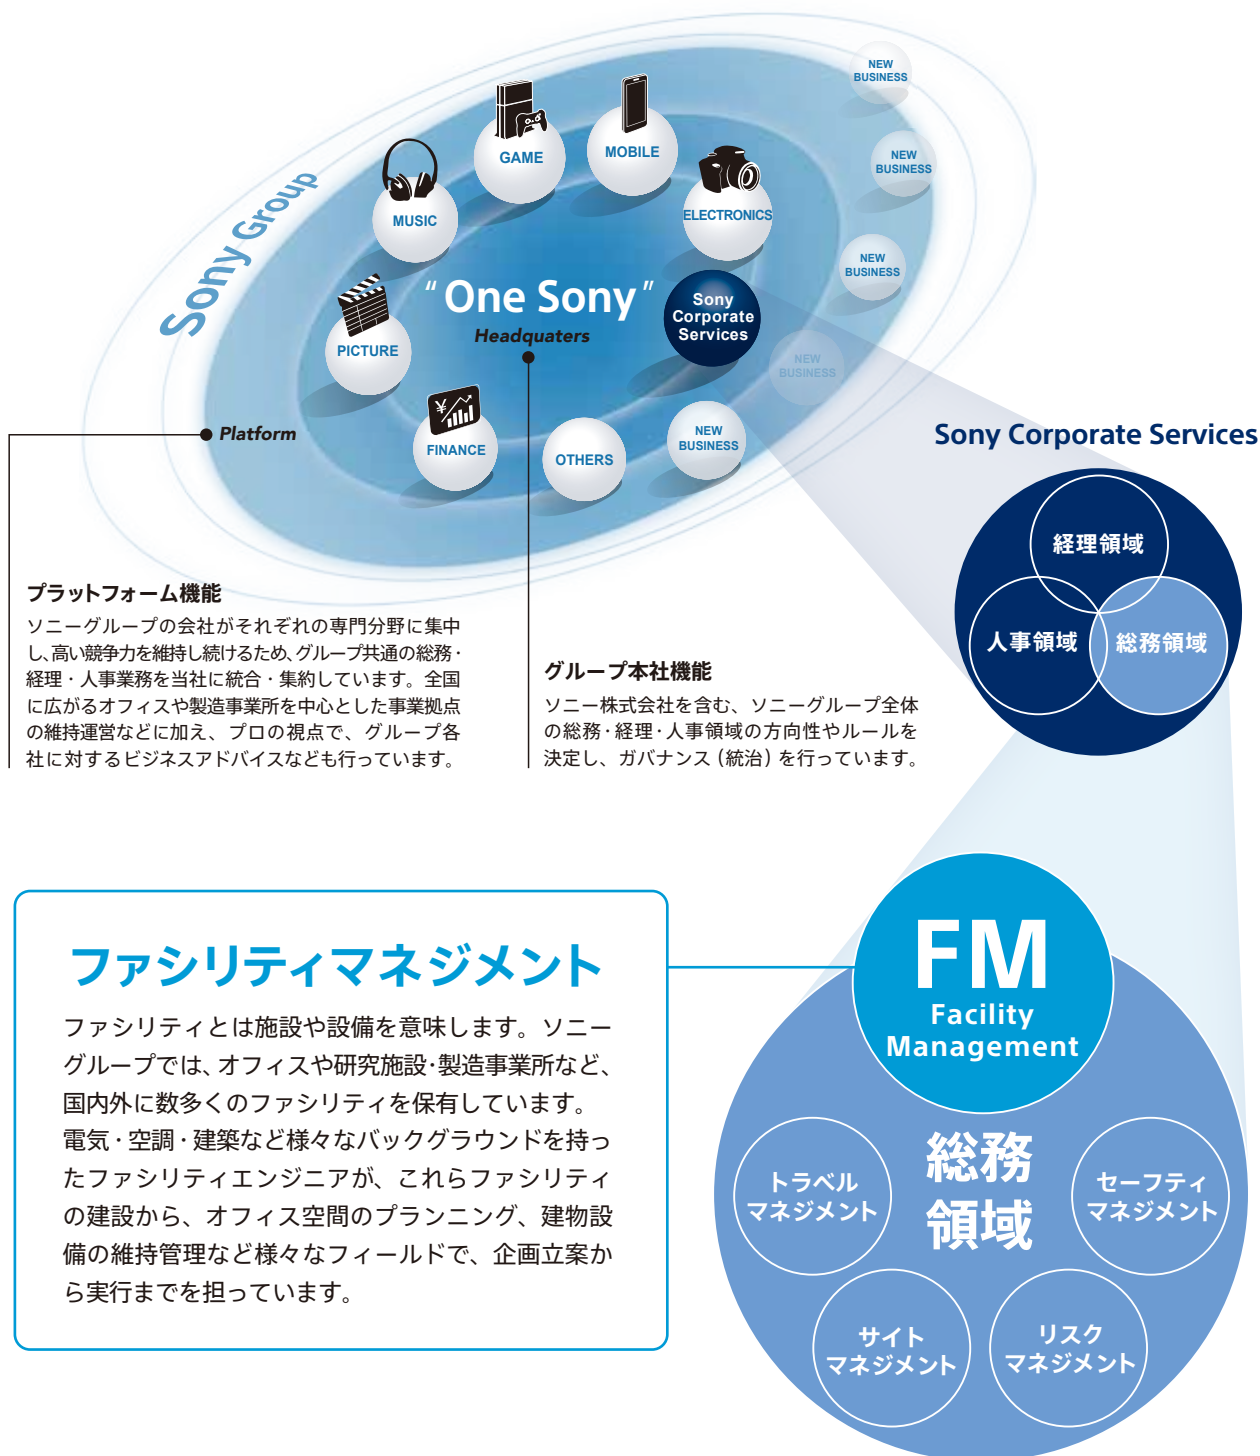 Sony Group
NEW
BUSINESS
NEW
BUSINESS
NEW
BUSINESS
NEW
BUSINESS
NEW
BUSINESS
GAME
MOBILE
MUSIC
ELECTRONICS
PICTURE
FINANCE
OTHERS
"One Sony"
Headquaters
Sony
Corporate
Services
Platform
プラットフォーム機能
ソニーグループの会社がそれぞれの専門分野に集中
し、高い競争力を維持し続けるため、グループ共通の総務・
経理・人事業務を当社に統合・集約しています。全国
に広がるオフィスや製造事業所を中心とした事業拠点
の維持運営などに加え、プロの視点で、グループ各
社に対するビジネスアドバイスなども行っています。
グループ本社機能
ソニー株式会社を含む、ソニーグループ全体
の総務・経理・人事領域の方向性やルールを
決定し、ガバナンス（統治）を行っています。
Sony Corporate Services
経理領域
人事領域
総務領域
ファシリティマネジメント
ファシリティとは施設や設備を意味します。ソニー
グループでは、オフィスや研究施設・製造事業所など、
国内外に数多くのファシリティを保有しています。
電気・空調・建築など様々なバックグラウンドを持っ
たファシリティエンジニアが、これらファシリティ
の建設から、オフィス空間のプランニング、建物設
備の維持管理など様々なフィールドで、企画立案か
ら実行までを担っています。
FM
Facility
Management
総務
領域
トラベル
マネジメント
セーフティ
マネジメント
サイト
マネジメント
リスク
マネジメント